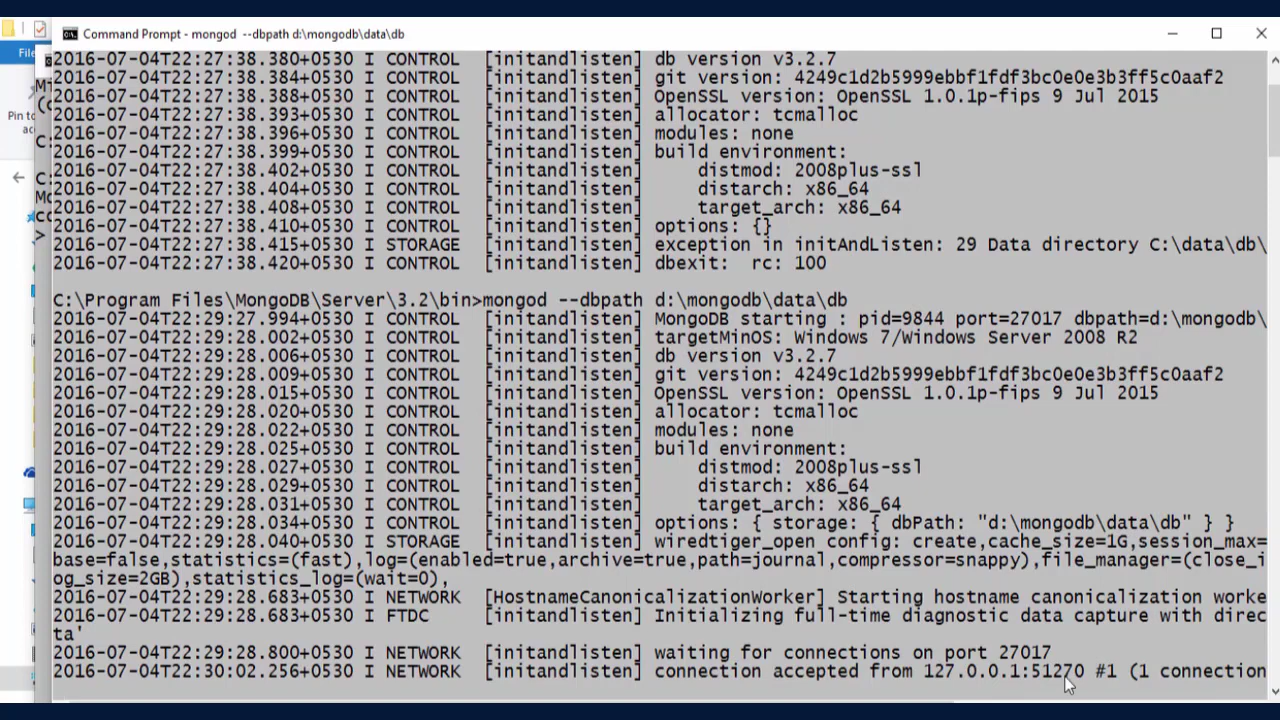 File
Command Prompt - mongod --dbpath d:\mongodb\data\db
Pin to
2016-07-04T22:27:38.380+0530 I CONTROL [initandlisten] db version v3.2.7
2016-07-04T22:27:38.384+0530 I CONTROL [initandlisten] git version: 4249c1d2b5999ebbf1fdf3bc0e0e3b3ff5c0aaf2
2016-07-04T22:27:38.388+0530 I CONTROL [initandlisten] OpenSSL version: OpenSSL 1.0.1p-fips 9 Jul 2015
2016-07-04T22:27:38.393+0530 I CONTROL [initandlisten] allocator: tcmalloc
2016-07-04T22:27:38.396+0530 I CONTROL [initandlisten] modules: none
2016-07-04T22:27:38.399+0530 I CONTROL [initandlisten] build environment:
2016-07-04T22:27:38.402+0530 I CONTROL [initandlisten]     distmod: 2008plus-ssl
2016-07-04T22:27:38.404+0530 I CONTROL [initandlisten]     distarch: x86_64
2016-07-04T22:27:38.408+0530 I CONTROL [initandlisten]     target_arch: x86_64
2016-07-04T22:27:38.410+0530 I CONTROL [initandlisten] options: {}
2016-07-04T22:27:38.415+0530 I STORAGE [initandlisten] exception in initAndListen: 29 Data directory C:\data\db\
2016-07-04T22:27:38.420+0530 I CONTROL [initandlisten] dbexit: rc: 100
C:\Program Files\MongoDB\Server\3.2\bin>mongod --dbpath d:\mongodb\data\db
2016-07-04T22:29:27.994+0530 I CONTROL [initandlisten] MongoDB starting : pid=9844 port=27017 dbpath=d:\mongodb\
2016-07-04T22:29:28.002+0530 I CONTROL [initandlisten] targetMinOS: Windows 7/Windows Server 2008 R2
2016-07-04T22:29:28.006+0530 I CONTROL [initandlisten] db version v3.2.7
2016-07-04T22:29:28.009+0530 I CONTROL [initandlisten] git version: 4249c1d2b5999ebbf1fdf3bc0e0e3b3ff5c0aaf2
2016-07-04T22:29:28.015+0530 I CONTROL [initandlisten] OpenSSL version: OpenSSL 1.0.1p-fips 9 Jul 2015
2016-07-04T22:29:28.020+0530 I CONTROL [initandlisten] allocator: tcmalloc
2016-07-04T22:29:28.022+0530 I CONTROL [initandlisten] modules: none
2016-07-04T22:29:28.025+0530 I CONTROL [initandlisten] build environment:
2016-07-04T22:29:28.027+0530 I CONTROL [initandlisten]     distmod: 2008plus-ssl
2016-07-04T22:29:28.029+0530 I CONTROL [initandlisten]     distarch: x86_64
2016-07-04T22:29:28.031+0530 I CONTROL [initandlisten]     target_arch: x86_64
2016-07-04T22:29:28.034+0530 I CONTROL [initandlisten] options: { storage: { dbPath: "d:\mongodb\data\db" } }
2016-07-04T22:29:28.040+0530 I STORAGE [initandlisten] wiredtiger_open config: create,cache_size=1G,session_max=
base=false,statistics=(fast),log=(enabled=true,archive=true,path=journal,compressor=snappy),file_manager=(close_i
og_size=2GB),statistics_log=(wait=0),
2016-07-04T22:29:28.683+0530 I NETWORK [HostnameCanonicalizationWorker] Starting hostname canonicalization worke
2016-07-04T22:29:28.683+0530 I FTDC [initandlisten] Initializing full-time diagnostic data capture with direc
ta'
2016-07-04T22:29:28.800+0530 I NETWORK [initandlisten] waiting for connections on port 27017
2016-07-04T22:30:02.256+0530 I NETWORK [initandlisten] connection accepted from 127.0.0.1:51270 #1 (1 connection